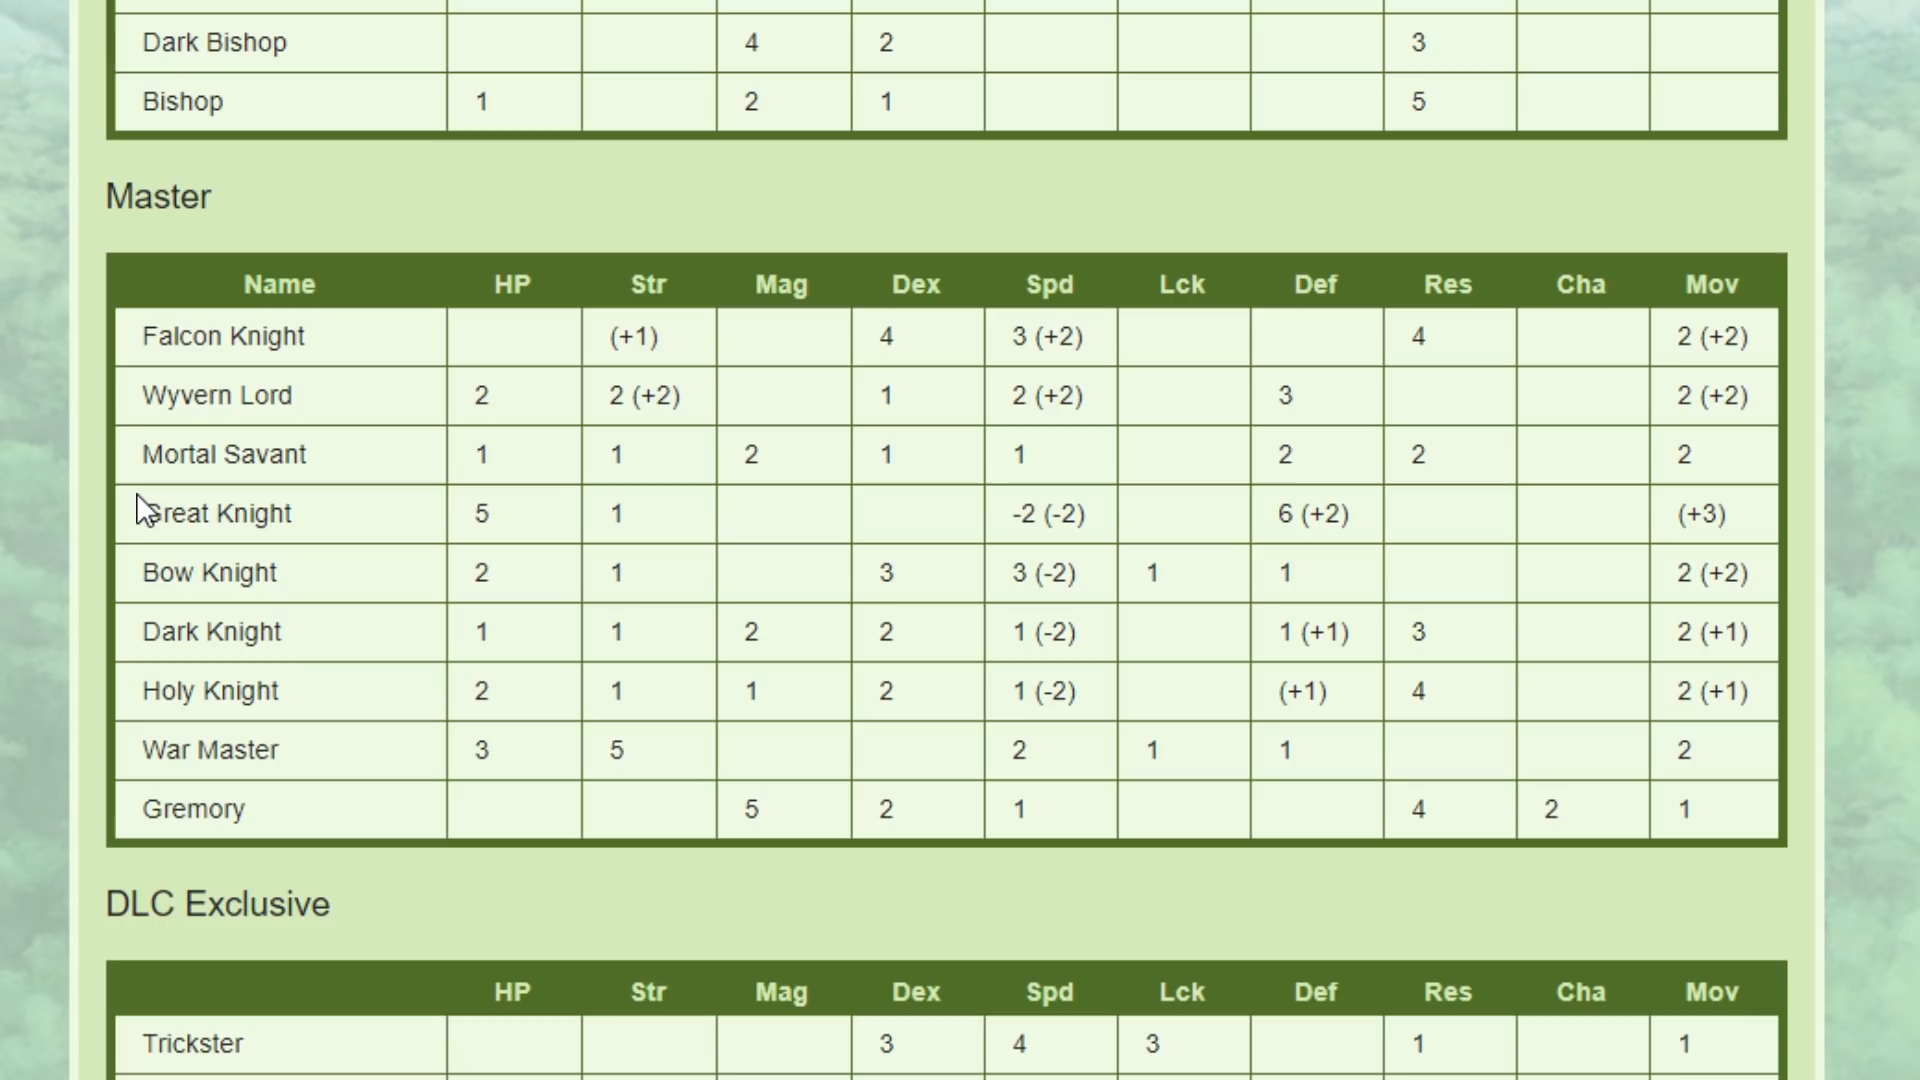 Dark Bishop 4 2 3
Bishop 1 2 1 5
Master
Name HP Str Mag Dex Spd Lck Def Res Cha Mov
Falcon Knight (+1) 4 3 (+2) 4 2 (+2)
Wyvern Lord 2 2 (+2) 1 2 (+2) 3 2 (+2)
Mortal Savant 1 1 2 1 1 2 2 2
Great Knight 5 1 -2 (-2) 6 (+2) (+3)
Bow Knight 2 1 3 3 (-2) 1 1 2 (+2)
Dark Knight 1 1 2 2 1 (-2) 1 (+1) 3 2 (+1)
Holy Knight 2 1 1 2 1 (-2) (+1) 4 2 (+1)
War Master 3 5 2 1 1 2
Gremory 5 2 1 4 2 1
DLC Exclusive
HP Str Mag Dex Spd Lck Def Res Cha Mov
Trickster 3 4 3 1 1